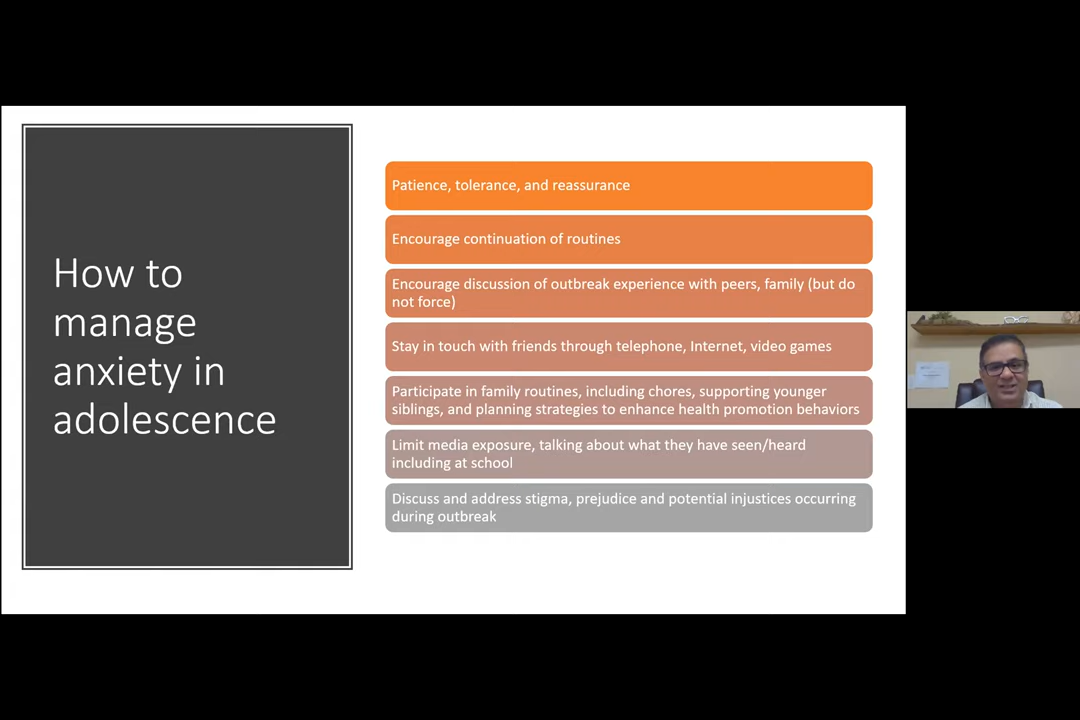 How to
manage
anxiety in
adolescence
Patience, tolerance, and reassurance
Encourage continuation of routines
Encourage discussion of outbreak experience with peers, family (but do
not force)
Stay in touch with friends through telephone, Internet, video games
Participate in family routines, including chores, supporting younger
siblings, and planning strategies to enhance health promotion behaviors
Limit media exposure, talking about what they have seen/heard
including at school
Discuss and address stigma, prejudice and potential injustices occurring
during outbreak